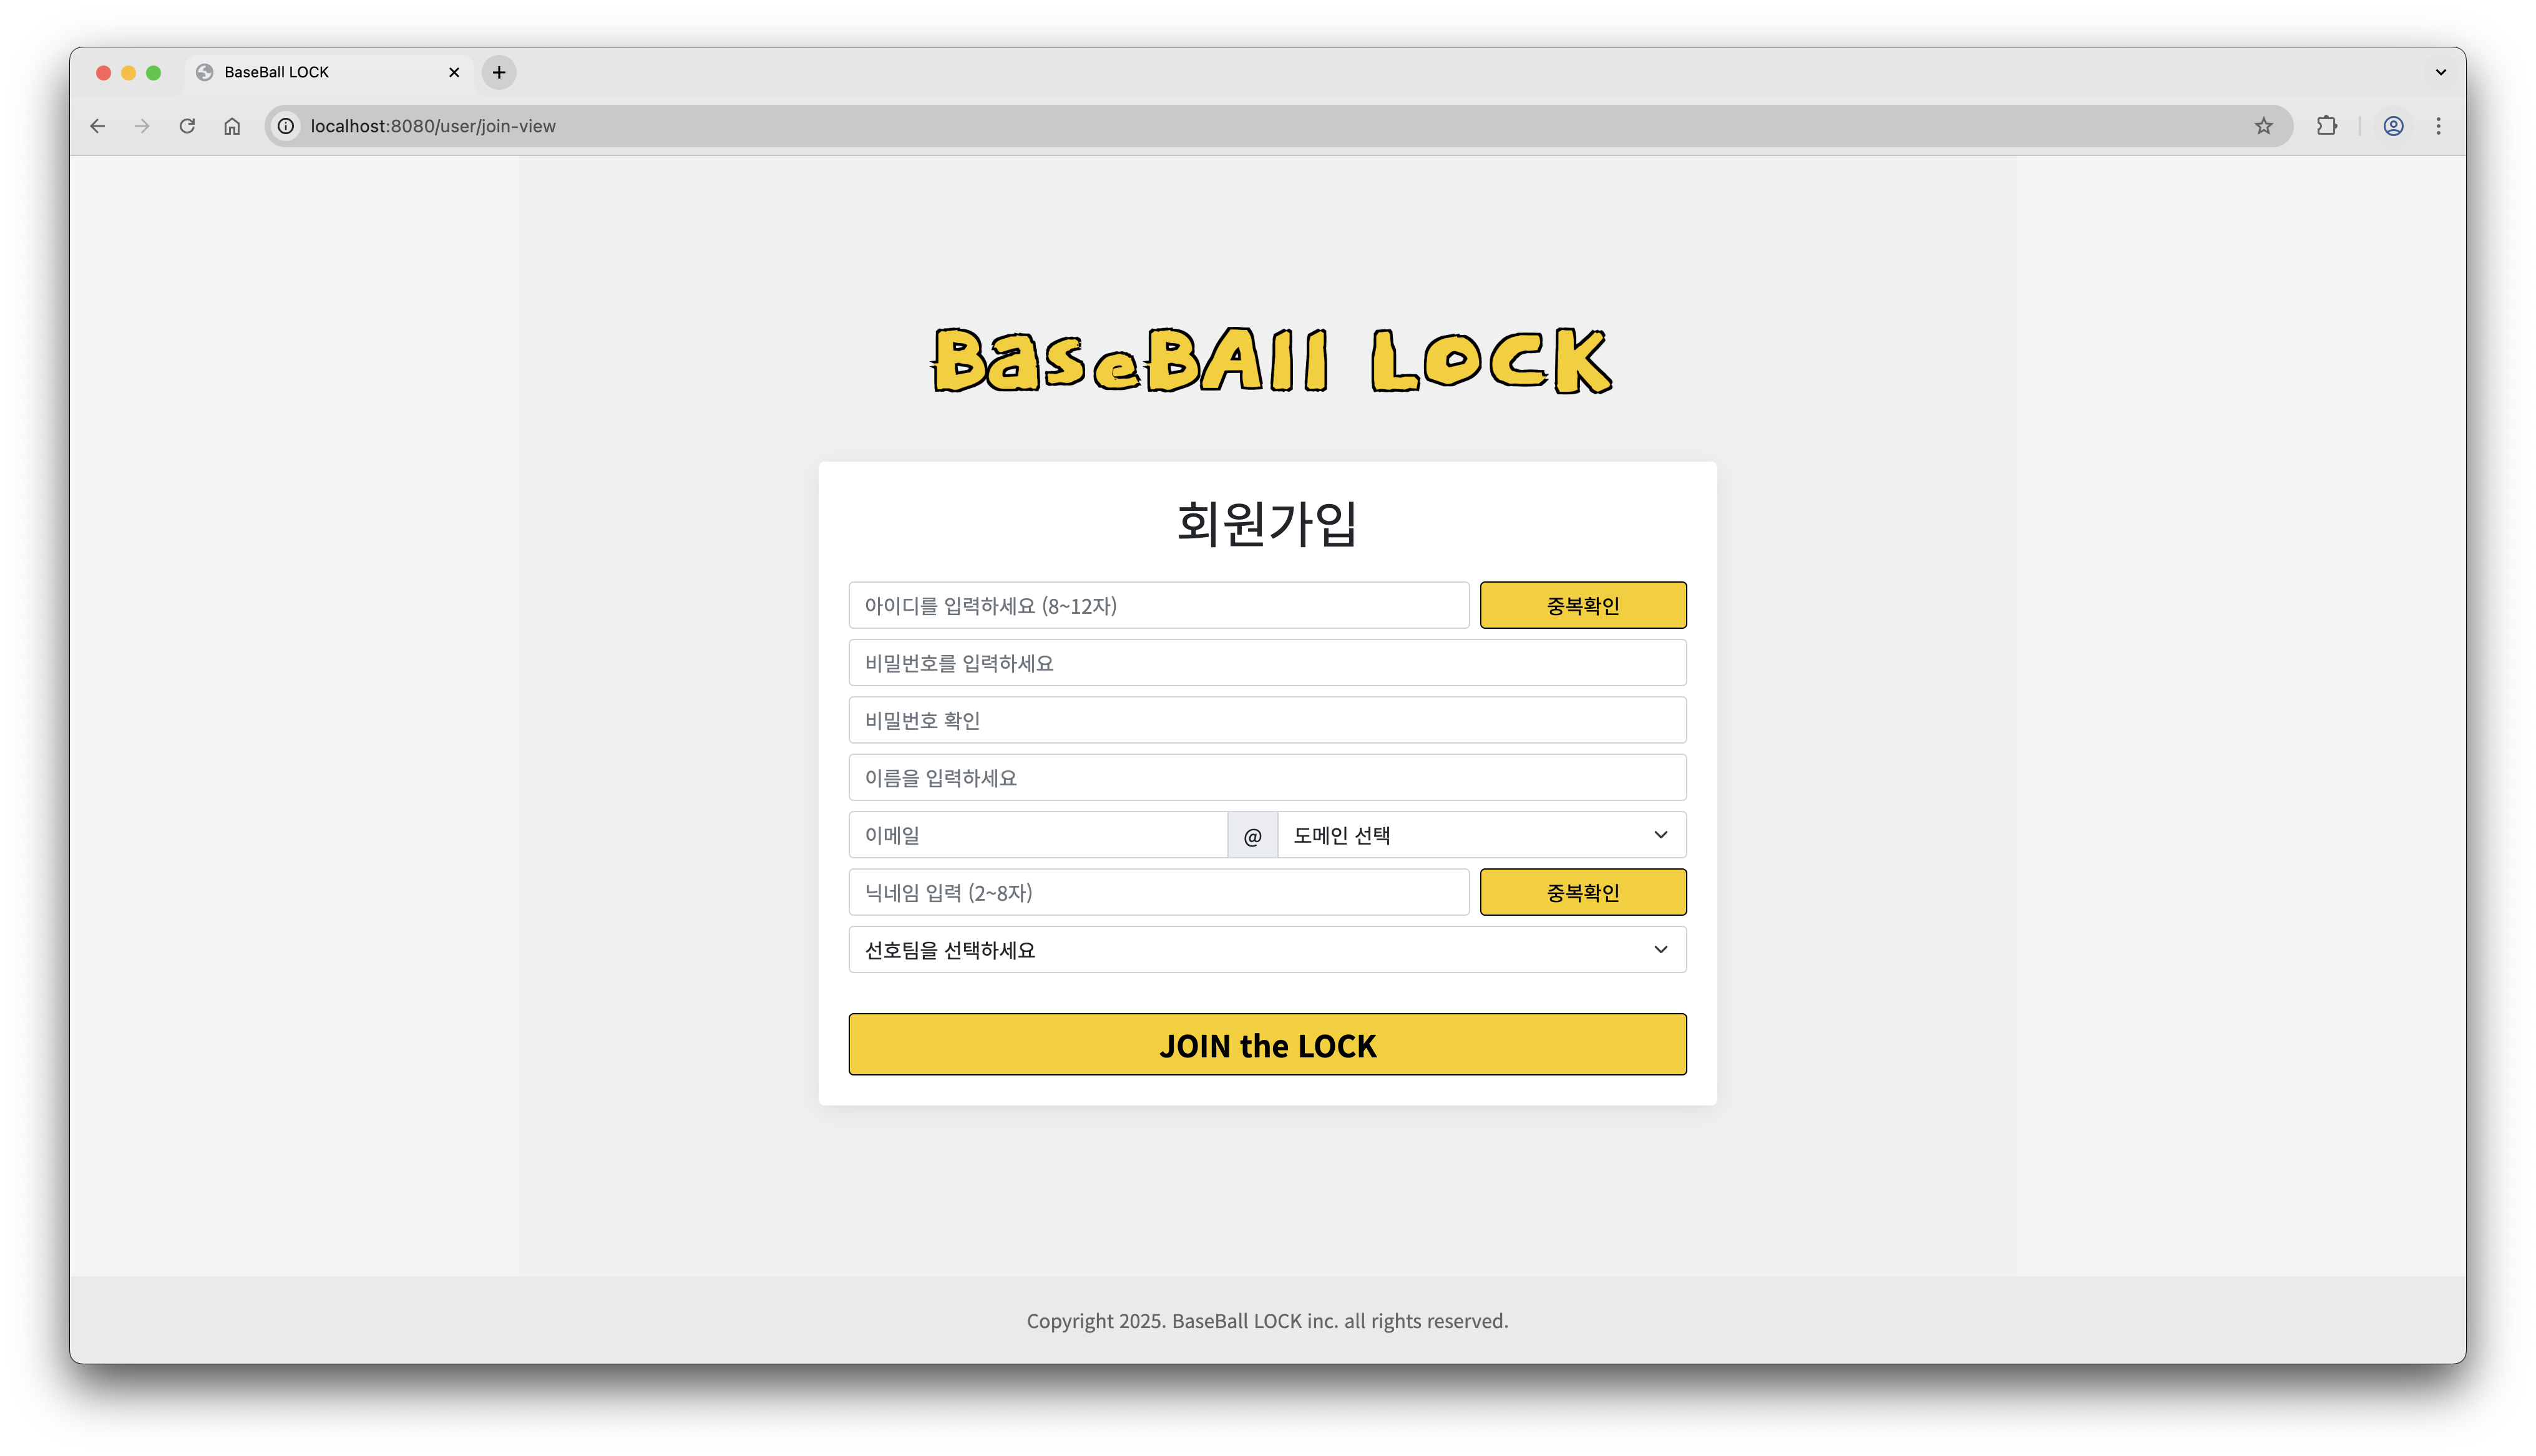 BaseBall LOCK
localhost:8080/user/join-view
BaseBAll LOCK
회원가입
아이디를 입력하세요 (8~12자) 중복확인
비밀번호를 입력하세요
비밀번호 확인
이름을 입력하세요
이메일 @ 도메인 선택
닉네임 입력 (2~8자) 중복확인
선호팀을 선택하세요
JOIN the LOCK
Copyright 2025. BaseBall LOCK inc. all rights reserved.